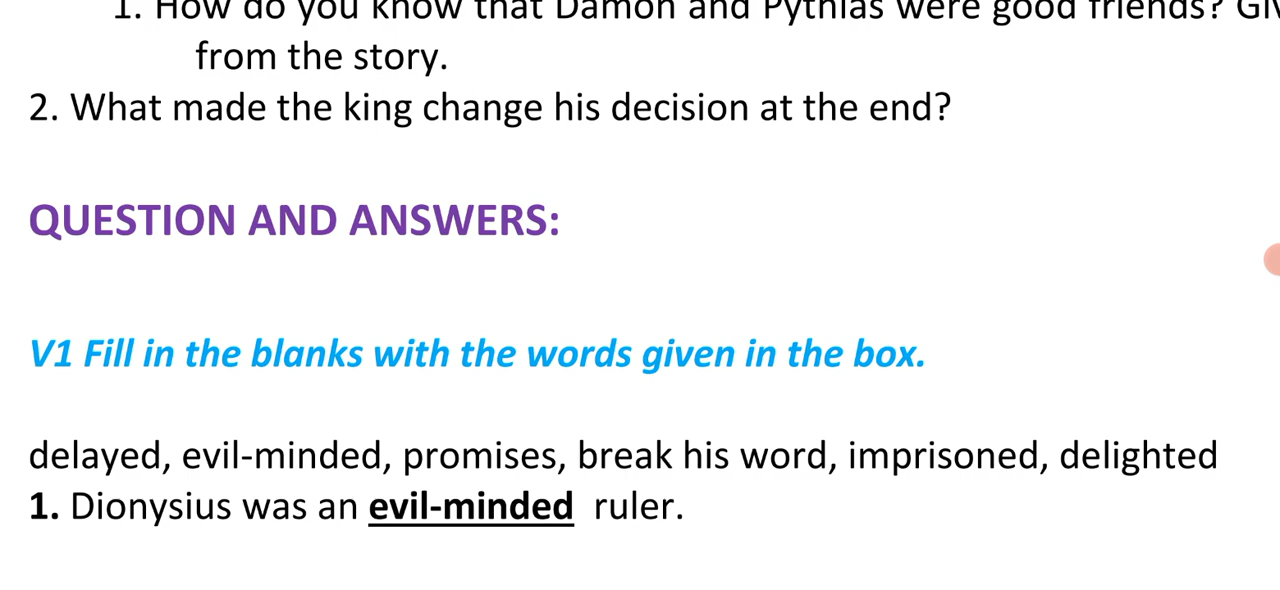 1. How do you know that Damon and Pythias were good friends?
from the story.
2. What made the king change his decision at the end?
QUESTION AND ANSWERS:
V1 Fill in the blanks with the words given in the box.
delayed, evil-minded, promises, break his word, imprisoned, delighted
1. Dionysius was an evil-minded ruler.